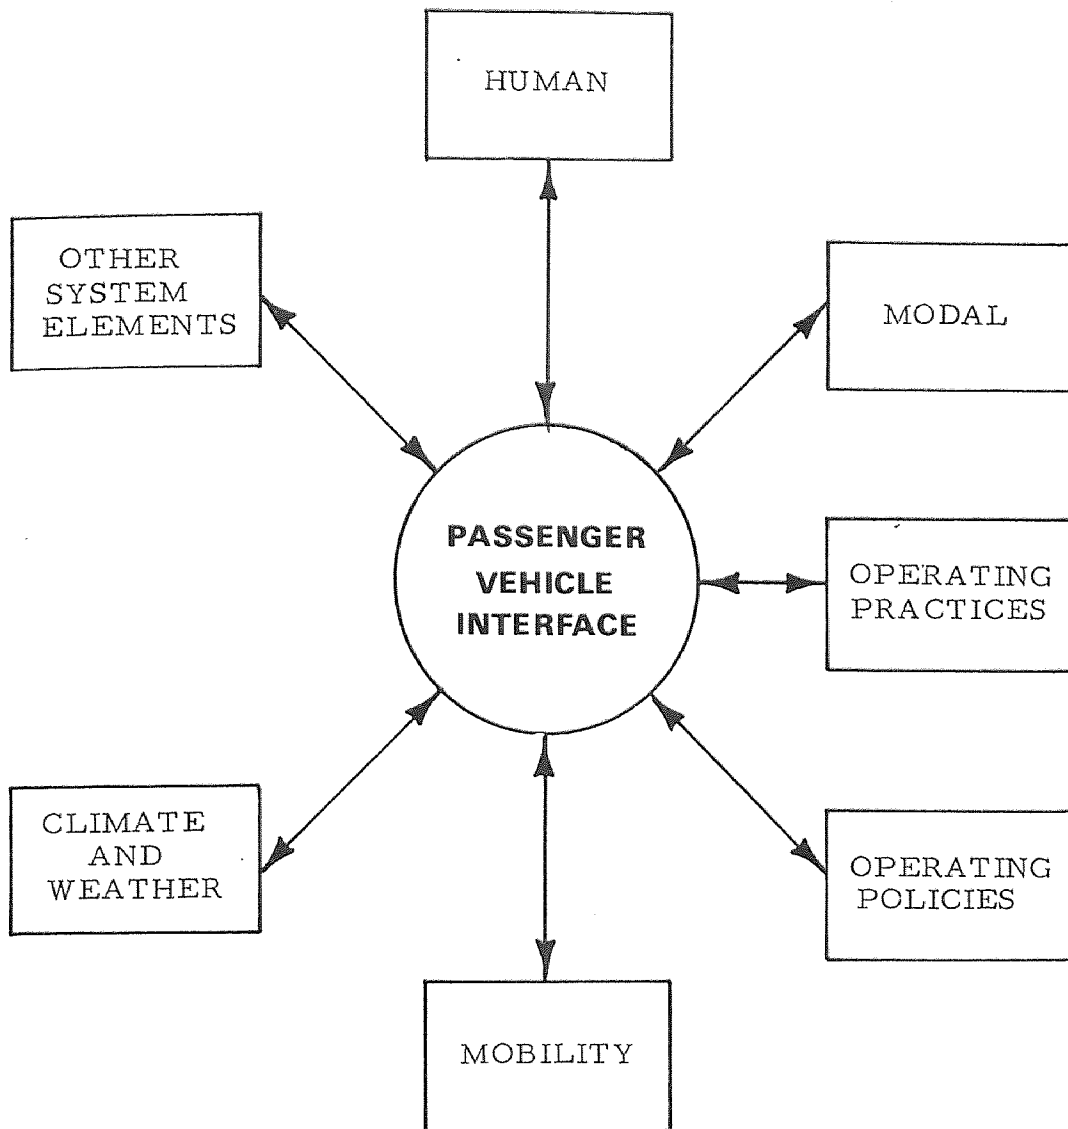 HUMAN
OTHER
SYSTEM
ELEMENTS
MODAL
PASSENGER
VEHICLE
INTERFACE
OPERATING
PRACTICES
CLIMATE
AND
WEATHER
OPERATING
POLICIES
MOBILITY